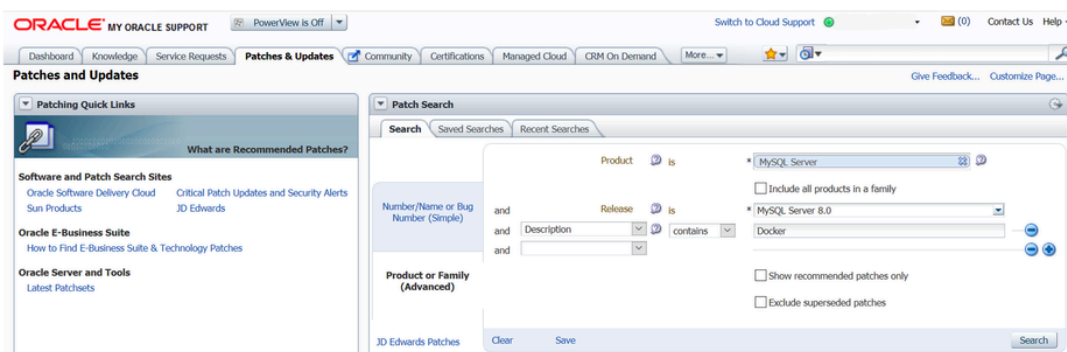 ORACLE MY ORACLE SUPPORT
PowerView is Off
Switch to Cloud Support
(0)
Contact Us
Help
Dashboard
Knowledge
Service Requests
Patches & Updates
Community
Certifications
Managed Cloud
CRM On Demand
More...
Patches and Updates
Give Feedback...
Customize Page...
Patching Quick Links
What are Recommended Patches?
Software and Patch Search Sites
Oracle Software Delivery Cloud
Critical Patch Updates and Security Alerts
Sun Products
JD Edwards
Oracle E-Business Suite
How to Find E-Business Suite & Technology Patches
Oracle Server and Tools
Latest Patchsets
Patch Search
Search
Saved Searches
Recent Searches
Number/Name or Bug
Number (Simple)
Product or Family
(Advanced)
JD Edwards Patches
Product is * MySQL Server
Include all products in a family
and Release is * MySQL Server 8.0
and Description contains Docker
and
Show recommended patches only
Exclude superseded patches
Clear
Save
Search